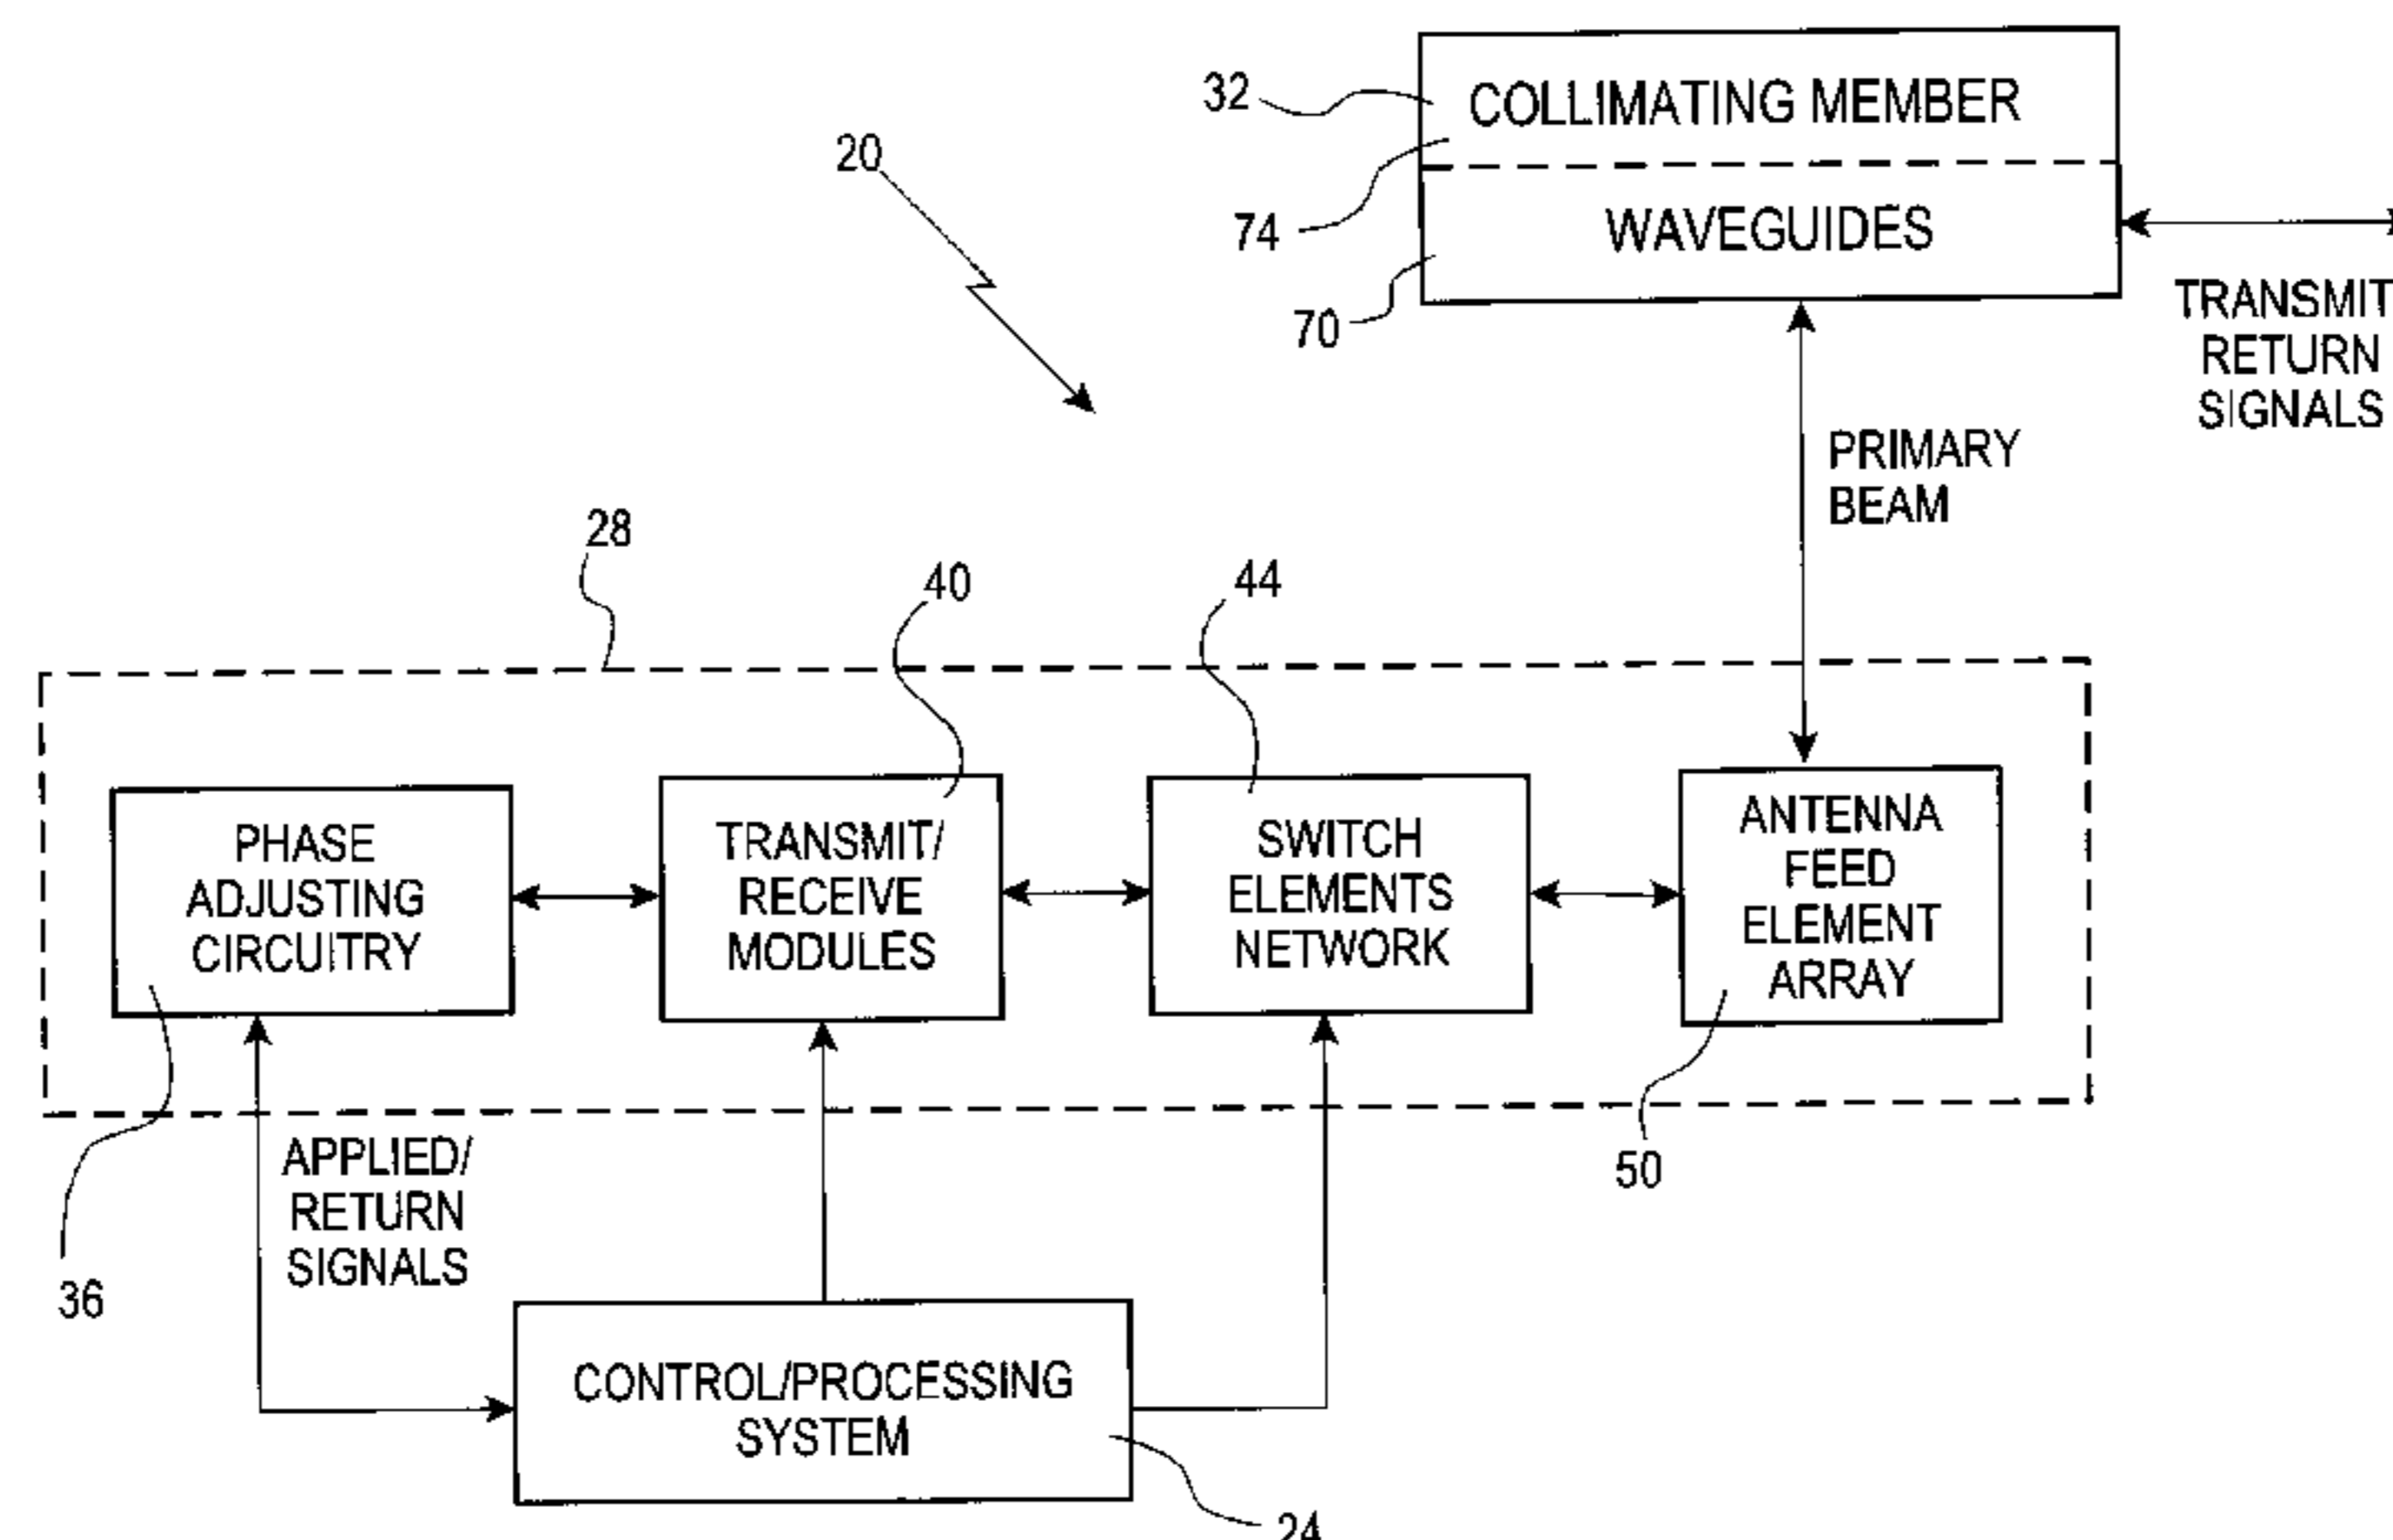 32
COLLIMATING MEMBER
20
74
WAVEGUIDES
70
TRANSMIT
RETURN
SIGNALS
PRIMARY
BEAM
28
40
44
PHASE
ADJUSTING
CIRCUITRY
TRANSMIT/
RECEIVE
MODULES
SWITCH
ELEMENTS
NETWORK
ANTENNA
FEED
ELEMENT
ARRAY
APPLIED/
RETURN
SIGNALS
50
36
CONTROL/PROCESSING
SYSTEM
24